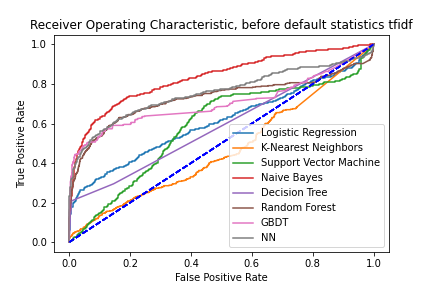 Receiver Operating Characteristic, before default statistics tfidf
True Positive Rate
1.0
0.8
0.6
0.4
0.2
0.0
Logistic Regression
K-Nearest Neighbors
Support Vector Machine
Naive Bayes
Decision Tree
Random Forest
GBDT
NN
0.0 0.2 0.4 0.6 0.8 1.0
False Positive Rate